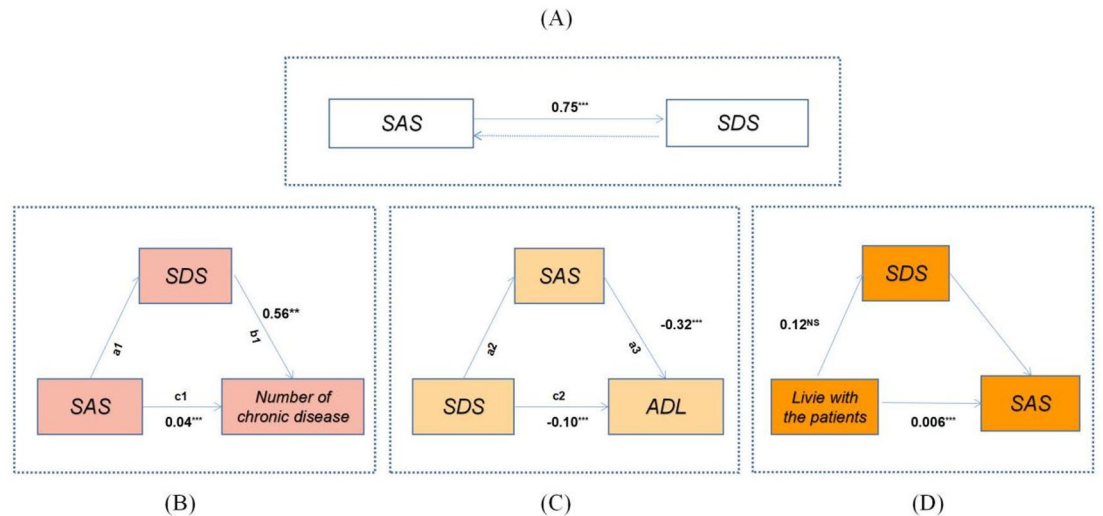 (A)
SAS
0.75***
SDS
SDS
0.56**
a1
b1
SAS
c1
0.04***
Number of
chronic disease
(B)
SAS
-0.32***
a2
a3
SDS
c2
-0.10***
ADL
(C)
SDS
0.12NS
Livie with
the patients
0.006***
SAS
(D)